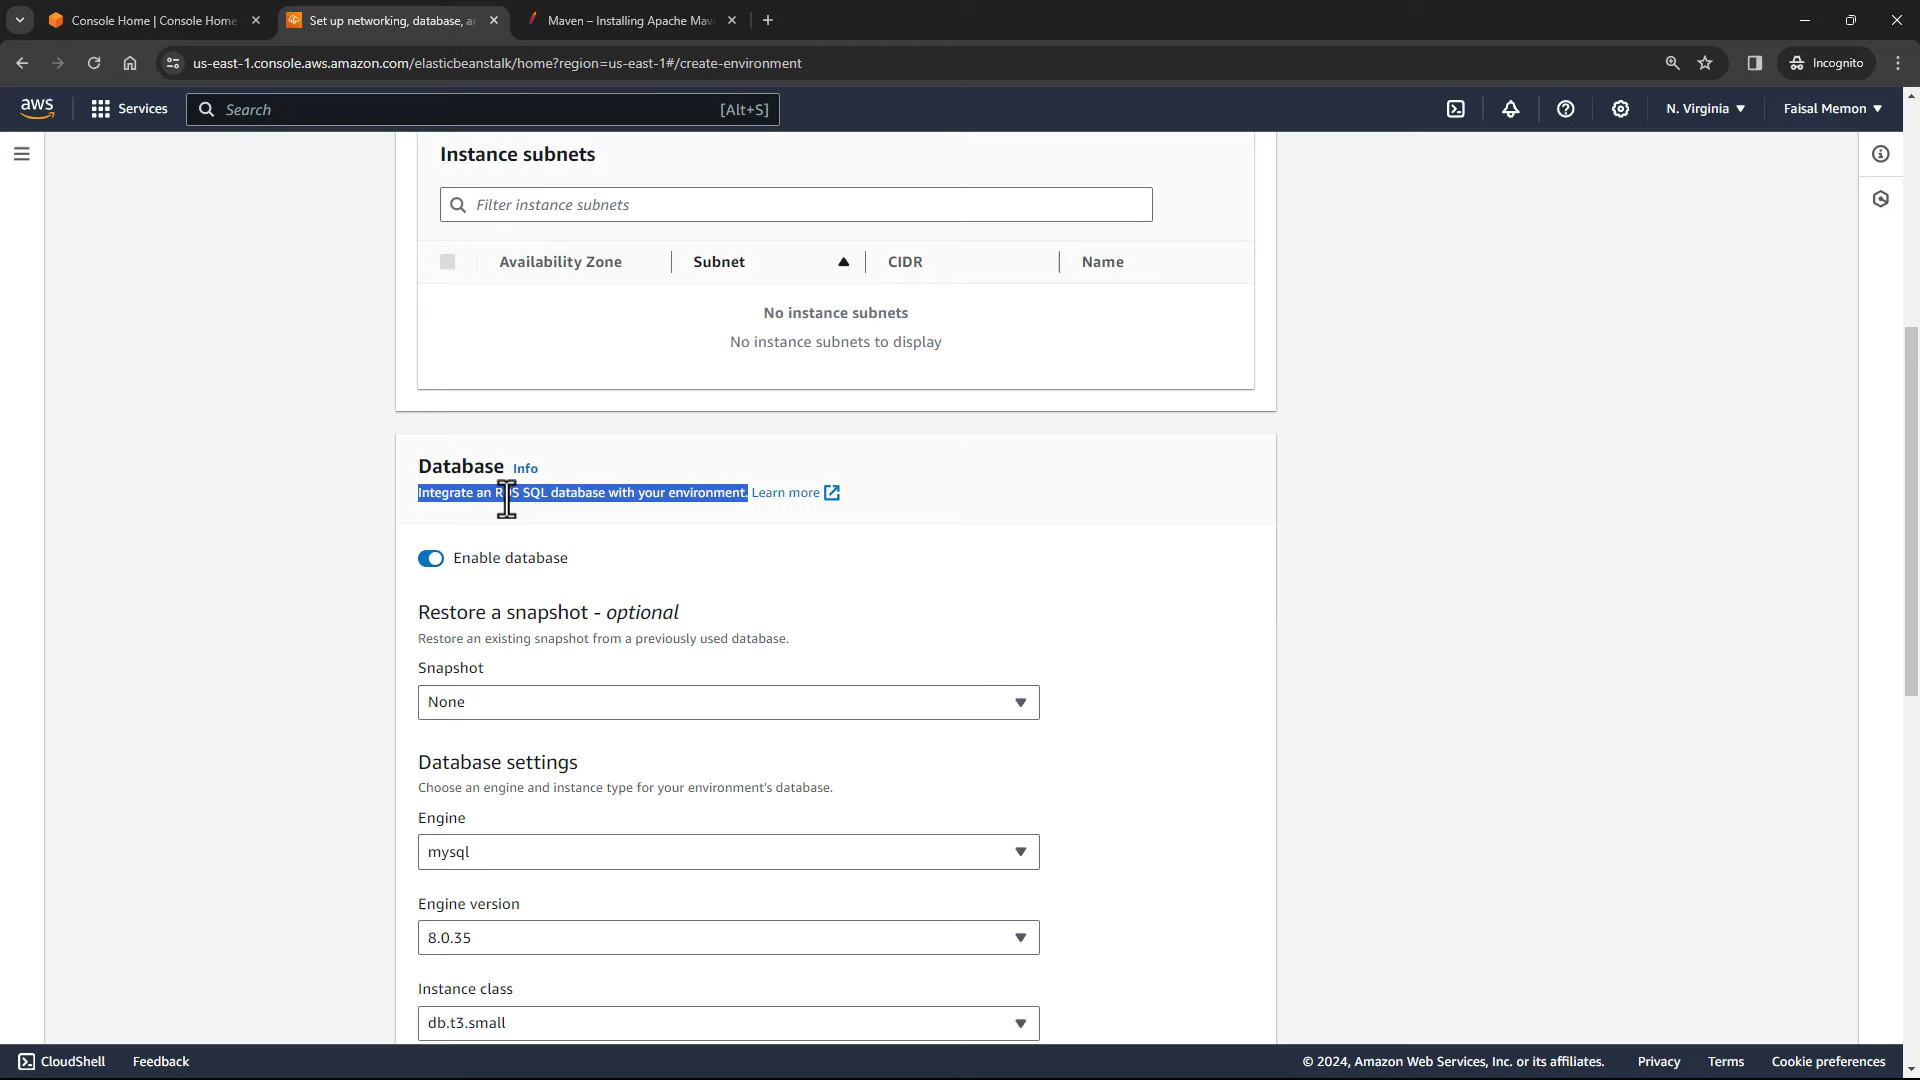 Console Home | Console Home
Set up networking, database, a
Maven – Installing Apache Mav
us-east-1.console.aws.amazon.com/elasticbeanstalk/home?region=us-east-1#/create-environment
Incognito
aws
Services
Search
[Alt+S]
N. Virginia
Faisal Memon
Instance subnets
Filter instance subnets
Availability Zone
Subnet
CIDR
Name
No instance subnets
No instance subnets to display
Database Info
Integrate an RDS SQL database with your environment. Learn more
Enable database
Restore a snapshot - optional
Restore an existing snapshot from a previously used database.
Snapshot
None
Database settings
Choose an engine and instance type for your environment's database.
Engine
mysql
Engine version
8.0.35
Instance class
db.t3.small
CloudShell
Feedback
© 2024, Amazon Web Services, Inc. or its affiliates.
Privacy
Terms
Cookie preferences